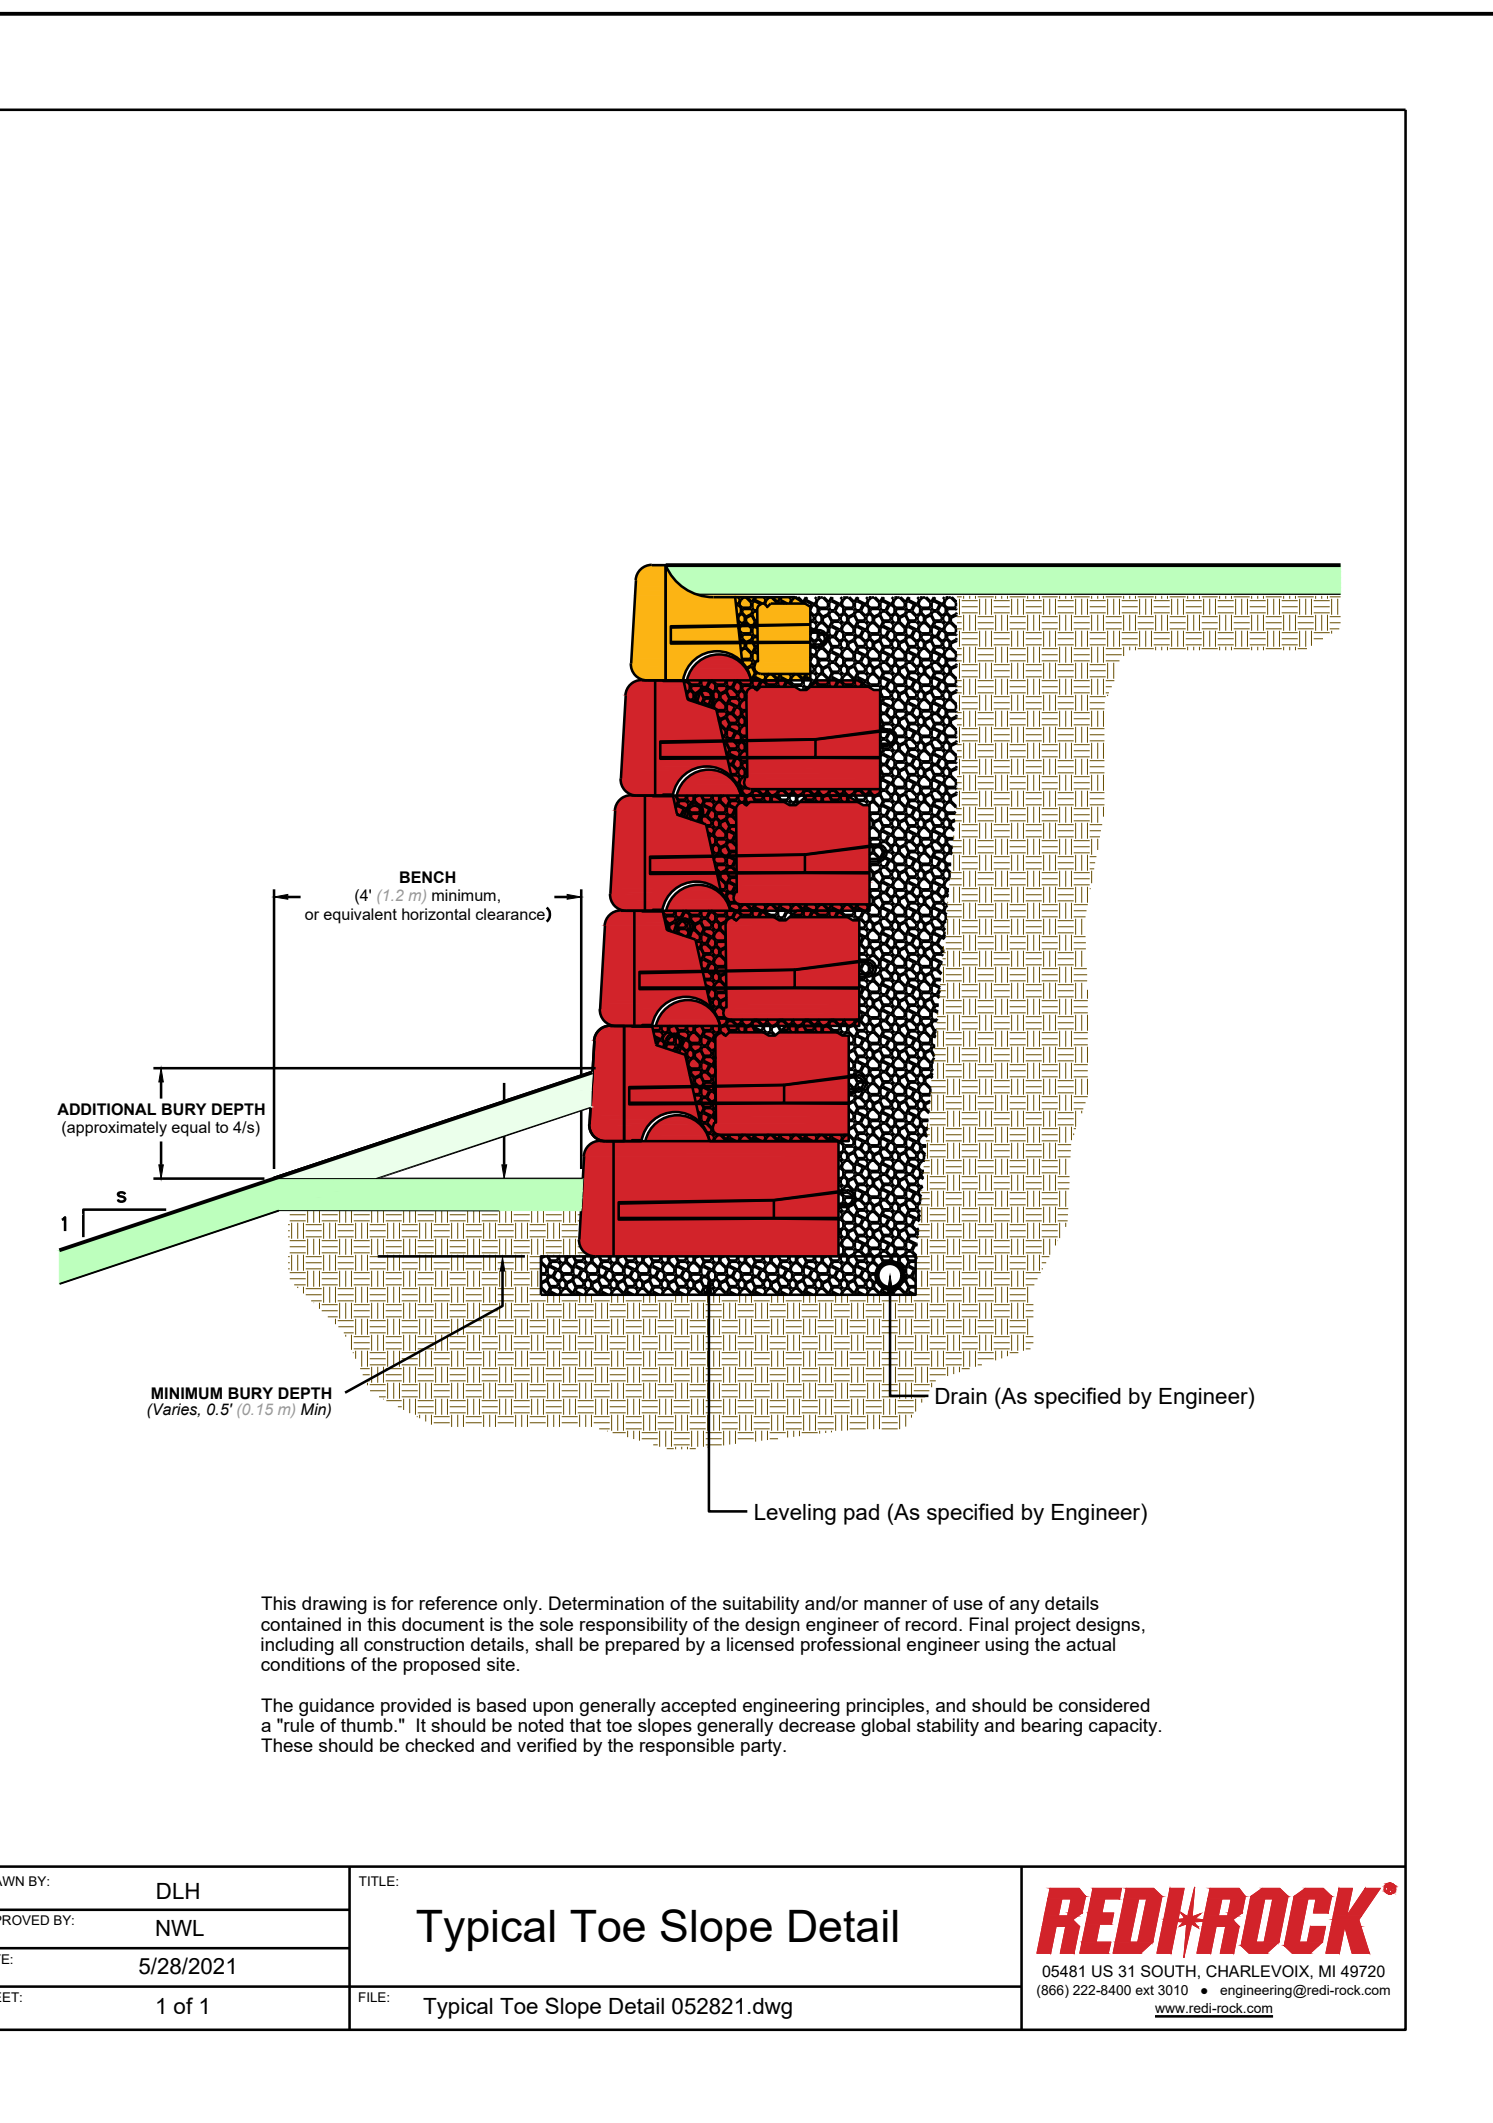 BENCH
(4' (1.2 m) minimum,
or equivalent horizontal clearance)
ADDITIONAL BURY DEPTH
(approximately equal to 4/s)
s
1
MINIMUM BURY DEPTH
(Varies, 0.5' (0.15 m) Min)
Drain (As specified by Engineer)
Leveling pad (As specified by Engineer)
This drawing is for reference only. Determination of the suitability and/or manner of use of any details
contained in this document is the sole responsibility of the design engineer of record. Final project designs,
including all construction details, shall be prepared by a licensed professional engineer using the actual
conditions of the proposed site.
The guidance provided is based upon generally accepted engineering principles, and should be considered
a "rule of thumb." It should be noted that toe slopes generally decrease global stability and bearing capacity.
These should be checked and verified by the responsible party.
AWN BY:
DLH
PROVED BY:
NWL
TE:
5/28/2021
EET:
1 of 1
TITLE:
Typical Toe Slope Detail
FILE:
Typical Toe Slope Detail 052821.dwg
REDI-ROCK®
05481 US 31 SOUTH, CHARLEVOIX, MI 49720
(866) 222-8400 ext 3010 ● engineering@redi-rock.com
www.redi-rock.com